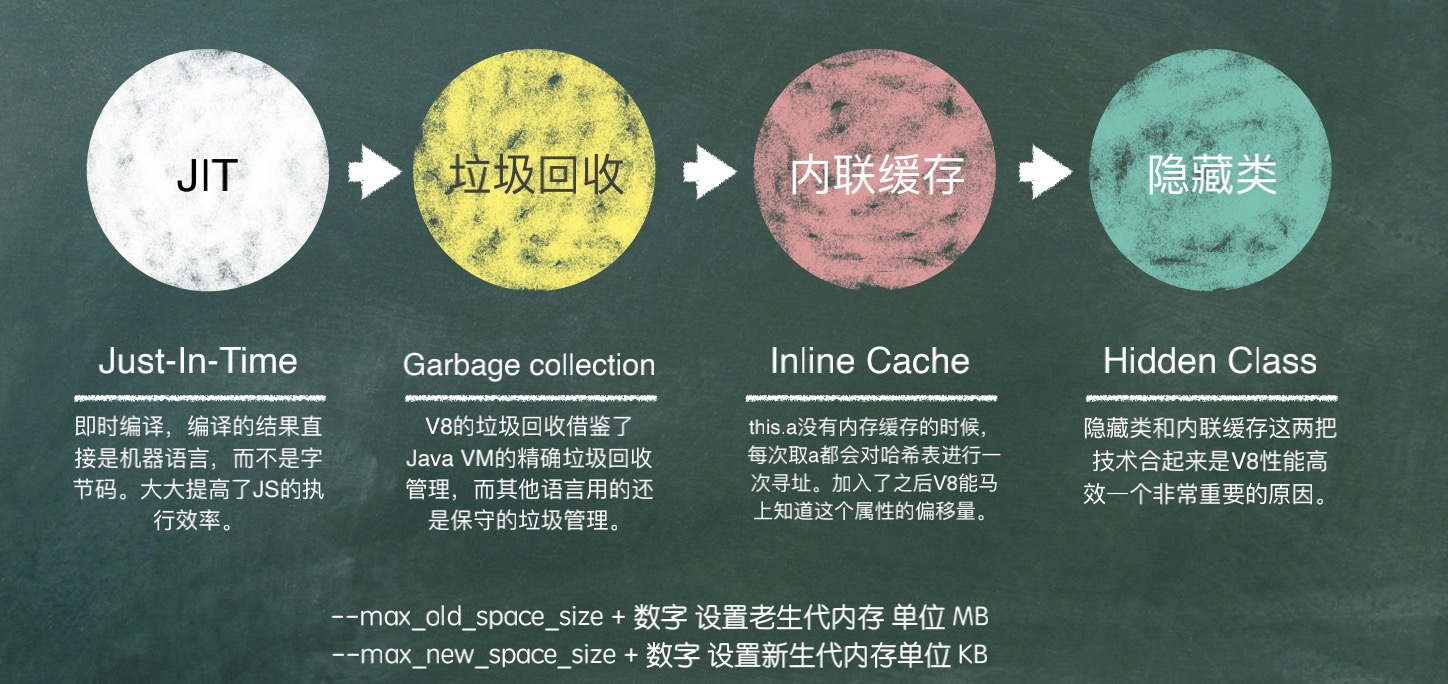 JIT
垃圾回收
内联缓存
隐藏类
Just-In-Time
即时编译，编译的结果直
接是机器语言，而不是字
节码。大大提高了JS的执
行效率。
Garbage collection
V8的垃圾回收借鉴了
Java VM的精确垃圾回收
管理，而其他语言用的还
是保守的垃圾管理。
Inline Cache
this.a没有内存缓存的时候，
每次取a都会对哈希表进行一
次寻址。加入了之后V8能马
上知道这个属性的偏移量。
Hidden Class
隐藏类和内联缓存这两把
技术合起来是V8性能高
效一个非常重要的原因。
--max_old_space_size + 数字 设置老生代内存 单位 MB
--max_new_space_size + 数字 设置新生代内存单位 KB